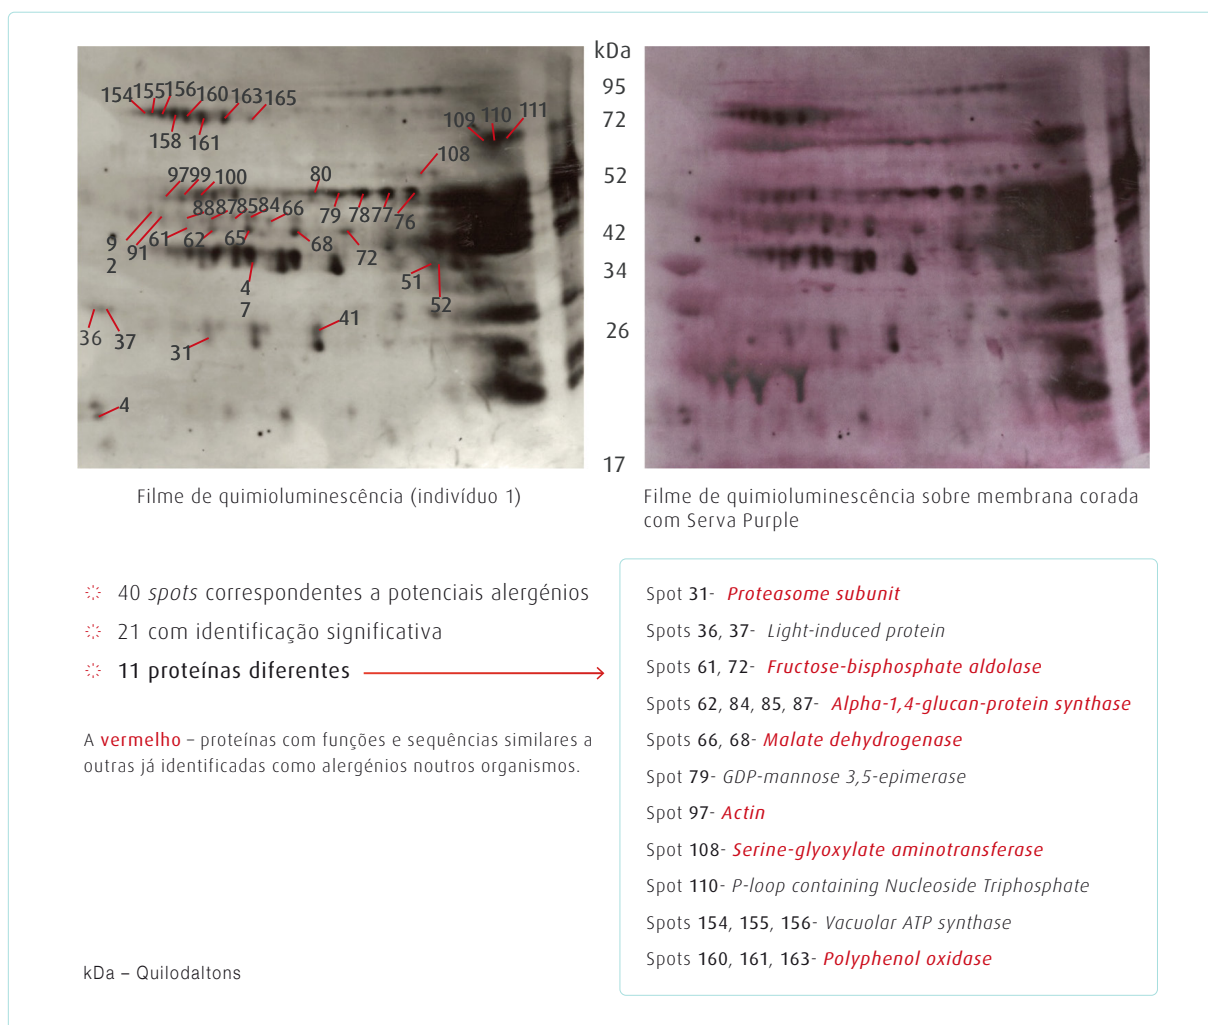 kDa
95
72
52
42
34
26
17
154 155 156 160 163 165
158 161
109 110 111
108
97 99 100 80
88 87 85 84 66 79 78 77 76
92 91 61 62 65 68 72
47
51 52
36 37 31 41
4
Filme de quimioluminescência (indivíduo 1)
Filme de quimioluminescência sobre membrana corada
com Serva Purple
40 spots correspondentes a potenciais alergénios
21 com identificação significativa
11 proteínas diferentes
A vermelho – proteínas com funções e sequências similares a
outras já identificadas como alergénios noutros organismos.
kDa – Quilodaltons
Spot 31- Proteasome subunit
Spots 36, 37- Light-induced protein
Spots 61, 72- Fructose-bisphosphate aldolase
Spots 62, 84, 85, 87- Alpha-1,4-glucan-protein synthase
Spots 66, 68- Malate dehydrogenase
Spot 79- GDP-mannose 3,5-epimerase
Spot 97- Actin
Spot 108- Serine-glyoxylate aminotransferase
Spot 110- P-loop containing Nucleoside Triphosphate
Spots 154, 155, 156- Vacuolar ATP synthase
Spots 160, 161, 163- Polyphenol oxidase